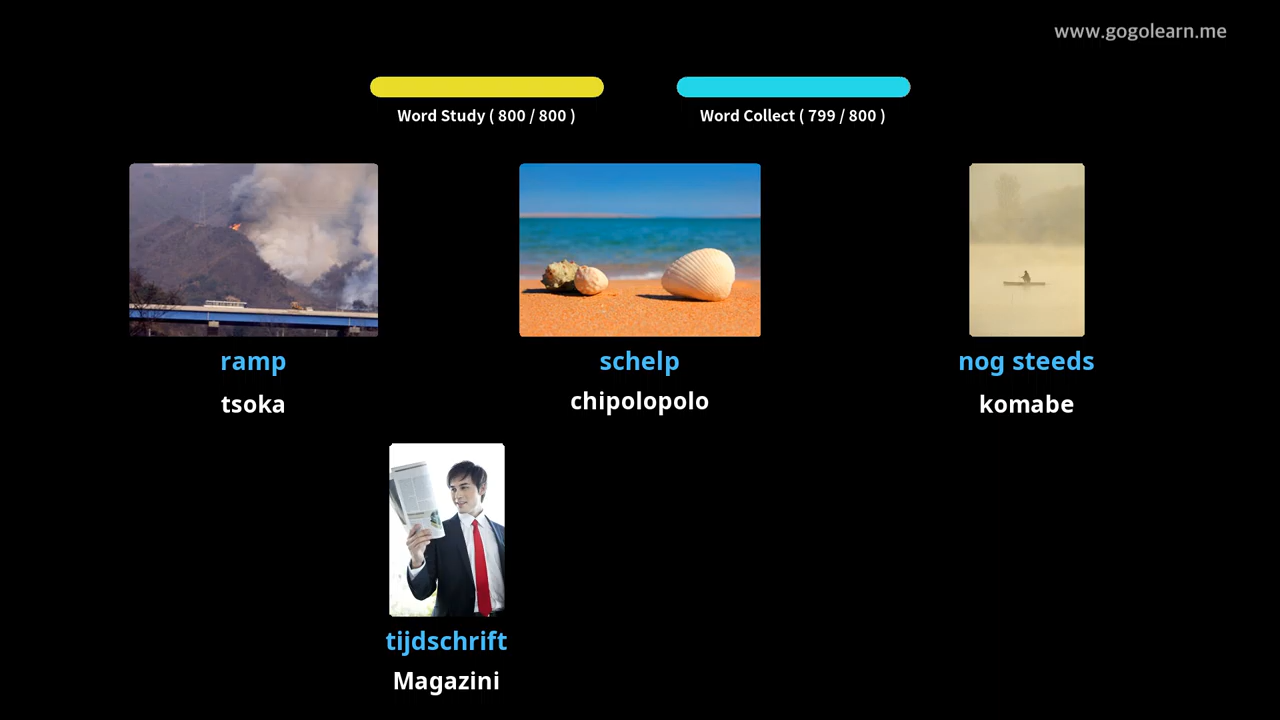 www.gogolearn.me
Word Study ( 800 / 800 )
Word Collect ( 799 / 800 )
ramp
schelp
nog steeds
tsoka
chipolopolo
komabe
tijdschrift
Magazini